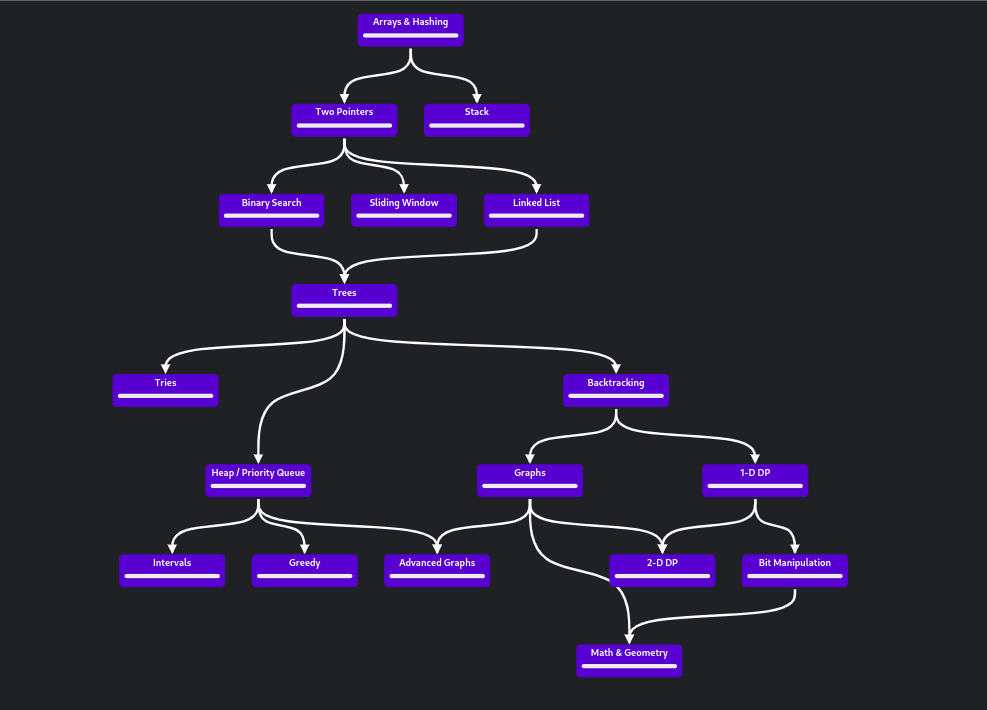 Arrays & Hashing
Two Pointers
Stack
Binary Search
Sliding Window
Linked List
Trees
Tries
Backtracking
Heap / Priority Queue
Graphs
1-D DP
Intervals
Greedy
Advanced Graphs
2-D DP
Bit Manipulation
Math & Geometry